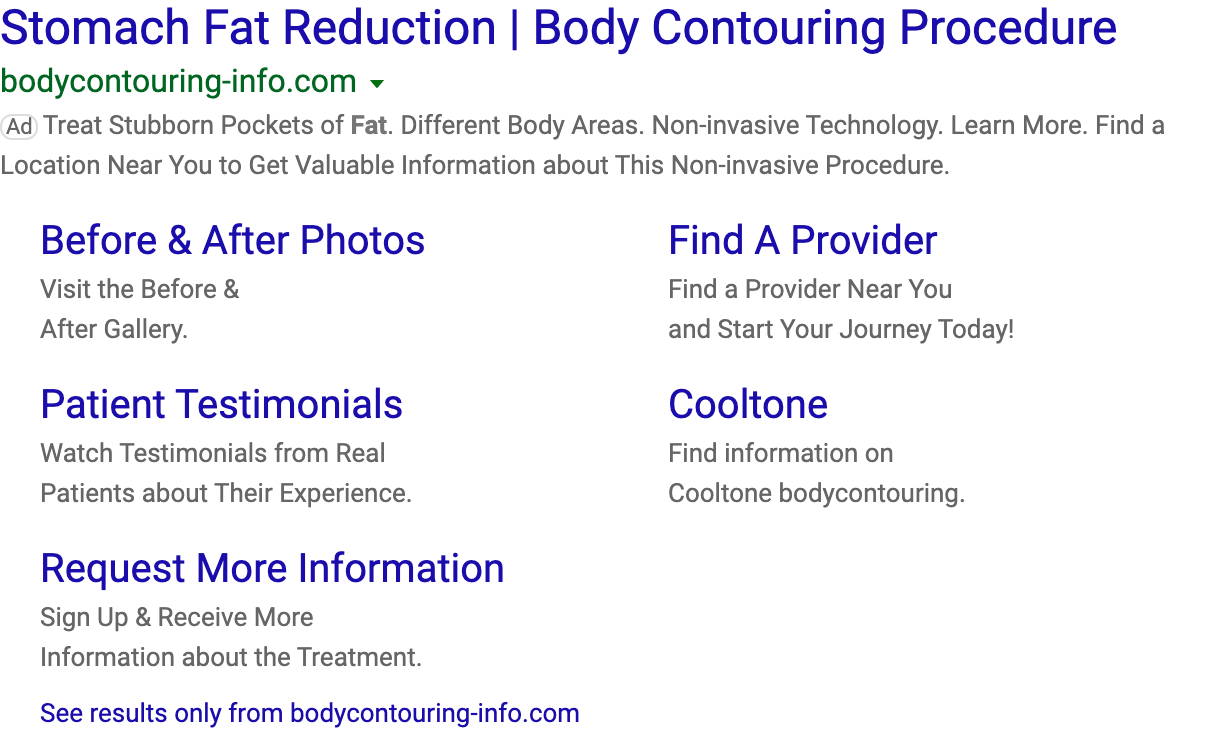 Stomach Fat Reduction | Body Contouring Procedure
bodycontouring-info.com
Ad Treat Stubborn Pockets of Fat. Different Body Areas. Non-invasive Technology. Learn More. Find a
Location Near You to Get Valuable Information about This Non-invasive Procedure.
Before & After Photos
Visit the Before &
After Gallery.
Find A Provider
Find a Provider Near You
and Start Your Journey Today!
Patient Testimonials
Watch Testimonials from Real
Patients about Their Experience.
Cooltone
Find information on
Cooltone bodycontouring.
Request More Information
Sign Up & Receive More
Information about the Treatment.
See results only from bodycontouring-info.com